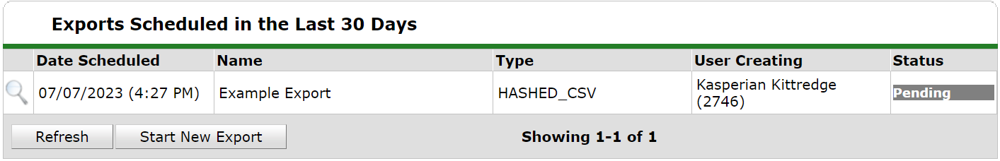 Exports Scheduled in the Last 30 Days
Date Scheduled Name Type User Creating Status
07/07/2023 (4:27 PM) Example Export HASHED_CSV Kasperian Kittredge Pending
(2746)
Refresh Start New Export Showing 1-1 of 1